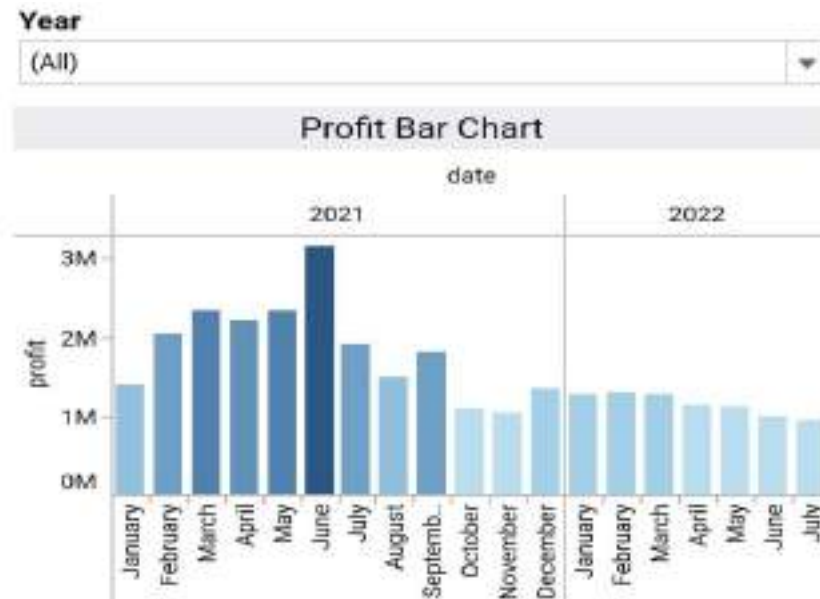 Year
(All)
Profit Bar Chart
date
2021 2022
3M
2M
1M
0M
profit
January February March April May June July August Septemb.. October November December January February March April May June July